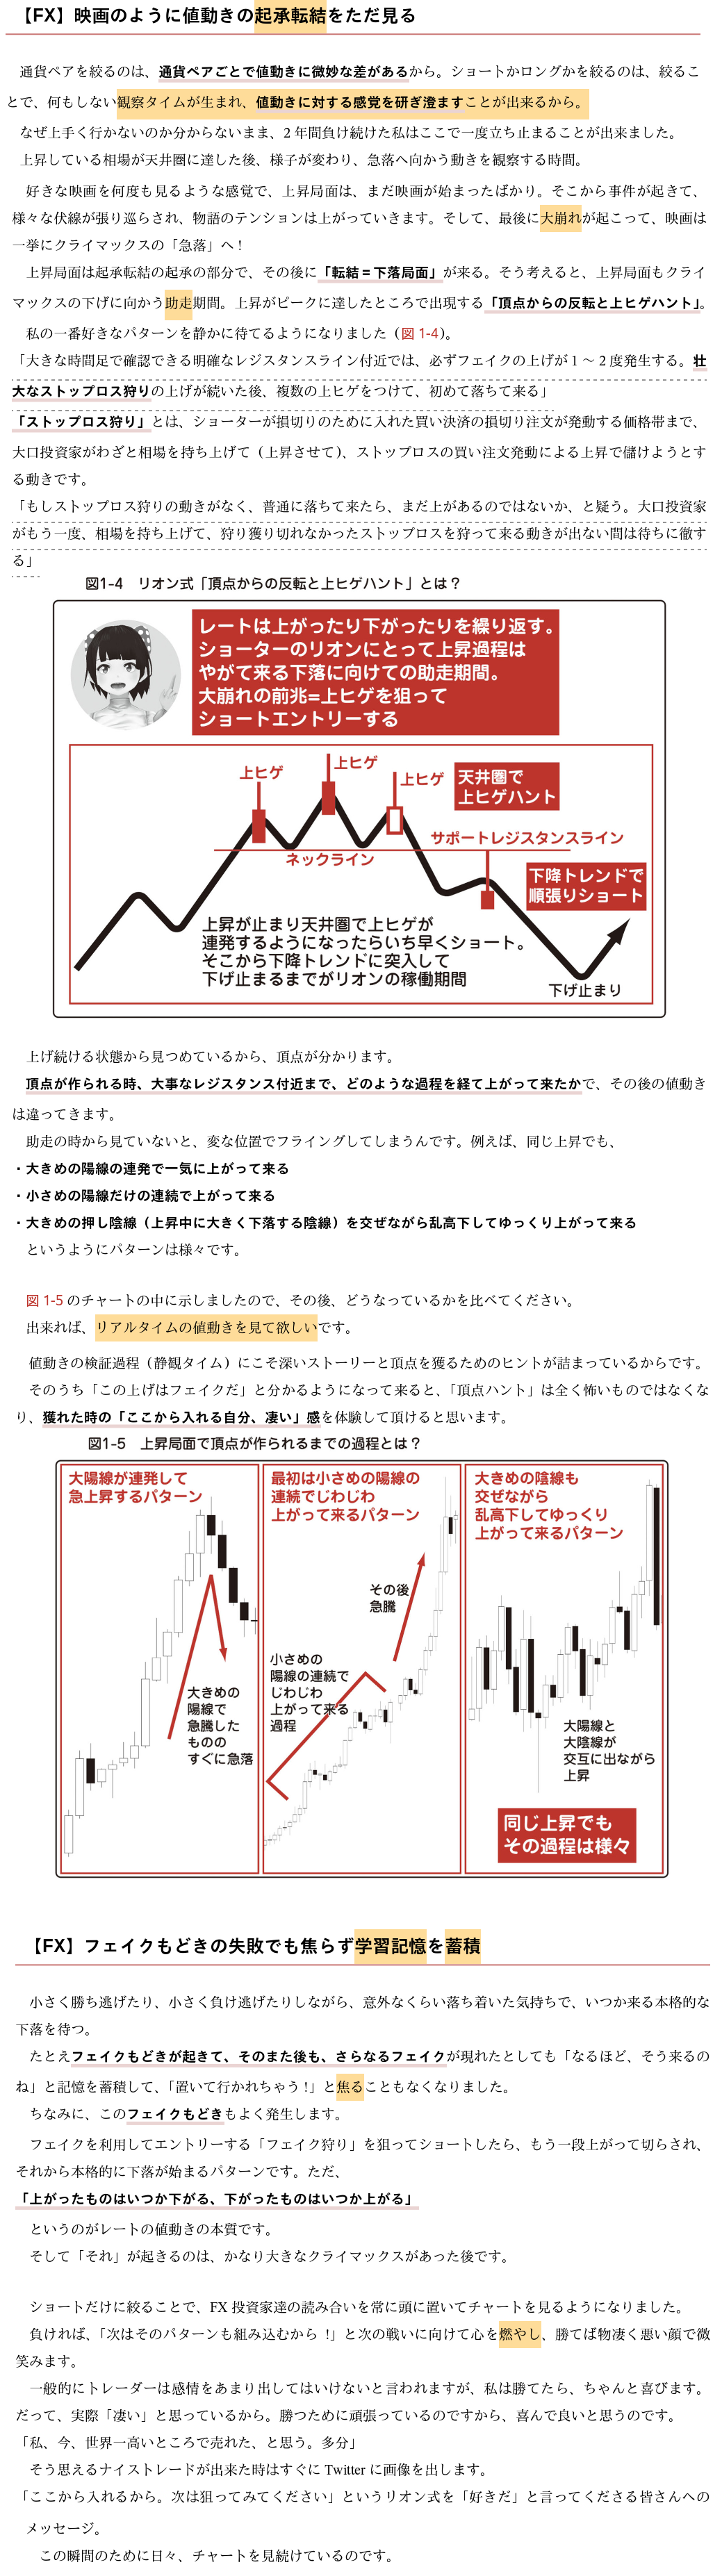 【FX】映画のように値動きの起承転結をただ見る
通貨ペアを絞るのは、通貨ペアごとで値動きに微妙な差があるから。ショートかロングかを絞るのは、絞るこ
とで、何もしない観察タイムが生まれ、値動きに対する感覚を研ぎ澄ますことが出来るから。
なぜ上手く行かないのか分からないまま、2 年間負け続けた私はここで一度立ち止まることが出来ました。
上昇している相場が天井圏に達した後、様子が変わり、急落へ向かう動きを観察する時間。
好きな映画を何度も見るような感覚で、上昇局面は、まだ映画が始まったばかり。そこから事件が起きて、
様々な伏線が張り巡らされ、物語のテンションは上がっていきます。そして、最後に大崩れが起こって、映画は
一挙にクライマックスの「急落」へ！
上昇局面は起承転結の起承の部分で、その後に「転結＝下落局面」が来る。そう考えると、上昇局面もクライ
マックスの下げに向かう助走期間。上昇がピークに達したところで出現する「頂点からの反転と上ヒゲハント」。
私の一番好きなパターンを静かに待てるようになりました（図 1-4）。
「大きな時間足で確認できる明確なレジスタンスライン付近では、必ずフェイクの上げが 1 ～ 2 度発生する。壮
大なストップロス狩りの上げが続いた後、複数の上ヒゲをつけて、初めて落ちて来る」
「ストップロス狩り」とは、ショーターが損切りのために入れた買い決済の損切り注文が発動する価格帯まで、
大口投資家がわざと相場を持ち上げて（上昇させて）、ストップロスの買い注文発動による上昇で儲けようとす
る動きです。
「もしストップロス狩りの動きがなく、普通に落ちて来たら、まだ上があるのではないか、と疑う。大口投資家
がもう一度、相場を持ち上げて、狩り獲り切れなかったストップロスを狩って来る動きが出ない間は待ちに徹す
る」
図1-4　リオン式「頂点からの反転と上ヒゲハント」とは？
レートは上がったり下がったりを繰り返す。
ショーターのリオンにとって上昇過程は
やがて来る下落に向けての助走期間。
大崩れの前兆=上ヒゲを狙って
ショートエントリーする
上ヒゲ
上ヒゲ
上ヒゲ
天井圏で
上ヒゲハント
サポートレジスタンスライン
ネックライン
下降トレンドで
順張りショート
上昇が止まり天井圏で上ヒゲが
連発するようになったらいち早くショート。
そこから下降トレンドに突入して
下げ止まるまでがリオンの稼働期間
下げ止まり
上げ続ける状態から見つめているから、頂点が分かります。
頂点が作られる時、大事なレジスタンス付近まで、どのような過程を経て上がって来たかで、その後の値動き
は違ってきます。
助走の時から見ていないと、変な位置でフライングしてしまうんです。例えば、同じ上昇でも、
・大きめの陽線の連発で一気に上がって来る
・小さめの陽線だけの連続で上がって来る
・大きめの押し陰線（上昇中に大きく下落する陰線）を交ぜながら乱高下してゆっくり上がって来る
というようにパターンは様々です。
図 1-5 のチャートの中に示しましたので、その後、どうなっているかを比べてください。
出来れば、リアルタイムの値動きを見て欲しいです。
値動きの検証過程（静観タイム）にこそ深いストーリーと頂点を獲るためのヒントが詰まっているからです。
そのうち「この上げはフェイクだ」と分かるようになって来ると、「頂点ハント」は全く怖いものではなくな
り、獲れた時の「ここから入れる自分、凄い」感を体験して頂けると思います。
図1-5　上昇局面で頂点が作られるまでの過程とは？
大陽線が連発して
急上昇するパターン
大きめの
陽線で
急騰した
ものの
すぐに急落
最初は小さめの陽線の
連続でじわじわ
上がって来るパターン
その後
急騰
小さめの
陽線の連続で
じわじわ
上がって来る
過程
大きめの陰線も
交ぜながら
乱高下してゆっくり
上がって来るパターン
大陽線と
大陰線が
交互に出ながら
上昇
同じ上昇でも
その過程は様々
【FX】フェイクもどきの失敗でも焦らず学習記憶を蓄積
小さく勝ち逃げたり、小さく負け逃げたりしながら、意外なくらい落ち着いた気持ちで、いつか来る本格的な
下落を待つ。
たとえフェイクもどきが起きて、そのまた後も、さらなるフェイクが現れたとしても「なるほど、そう来るの
ね」と記憶を蓄積して、「置いて行かれちゃう！」と焦ることもなくなりました。
ちなみに、このフェイクもどきもよく発生します。
フェイクを利用してエントリーする「フェイク狩り」を狙ってショートしたら、もう一段上がって切らされ、
それから本格的に下落が始まるパターンです。ただ、
「上がったものはいつか下がる、下がったものはいつか上がる」
というのがレートの値動きの本質です。
そして「それ」が起きるのは、かなり大きなクライマックスがあった後です。
ショートだけに絞ることで、FX 投資家達の読み合いを常に頭に置いてチャートを見るようになりました。
負ければ、「次はそのパターンも組み込むから！」と次の戦いに向けて心を燃やし、勝てば物凄く悪い顔で微
笑みます。
一般的にトレーダーは感情をあまり出してはいけないと言われますが、私は勝てたら、ちゃんと喜びます。
だって、実際「凄い」と思っているから。勝つために頑張っているのですから、喜んで良いと思うのです。
「私、今、世界一高いところで売れた、と思う。多分」
そう思えるナイストレードが出来た時はすぐに Twitter に画像を出します。
「ここから入れるから。次は狙ってみてください」というリオン式を「好きだ」と言ってくださる皆さんへの
メッセージ。
この瞬間のために日々、チャートを見続けているのです。